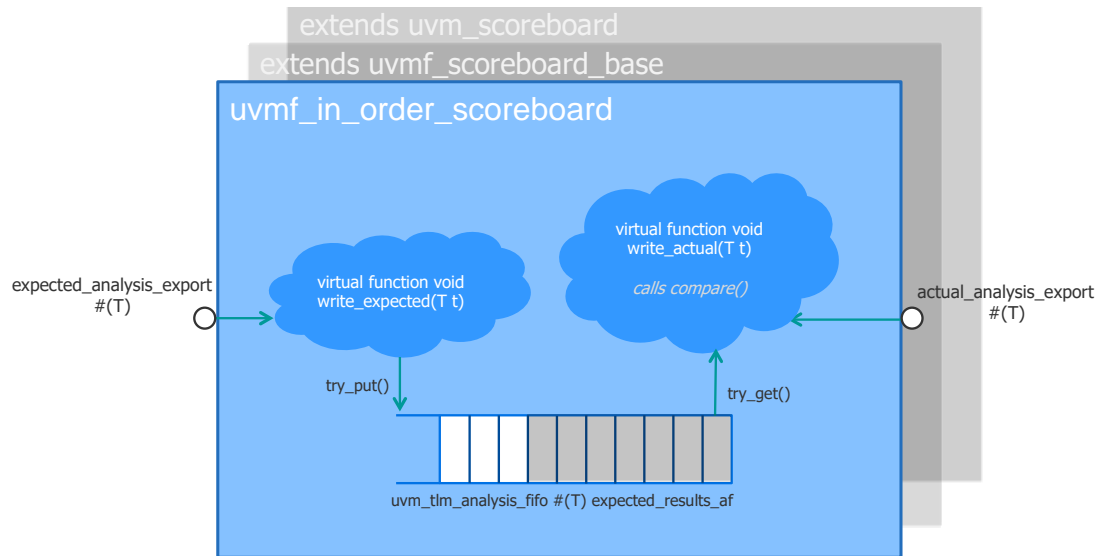 extends uvm_scoreboard
extends uvmf_scoreboard_base
uvmf_in_order_scoreboard
virtual function void
write_actual(T t)
calls compare()
virtual function void
write_expected(T t)
expected_analysis_export
#(T)
actual_analysis_export
#(T)
try_put()
try_get()
uvm_tlm_analysis_fifo #(T) expected_results_af